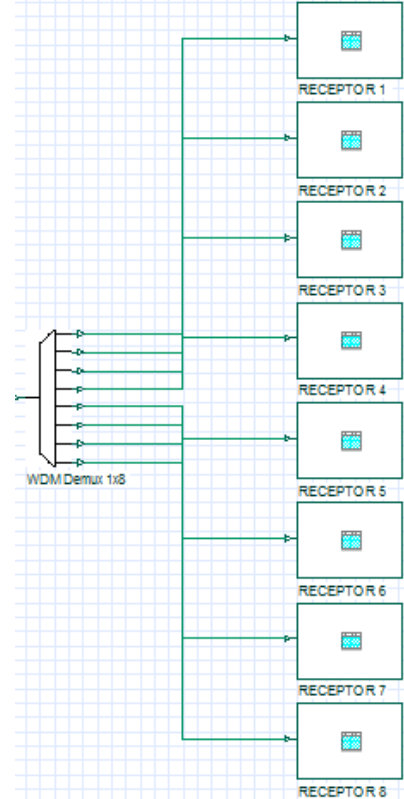 RECEPTOR 1
RECEPTOR 2
RECEPTOR 3
RECEPTOR 4
WDM Demux 1x8
RECEPTOR 5
RECEPTOR 6
RECEPTOR 7
RECEPTOR 8